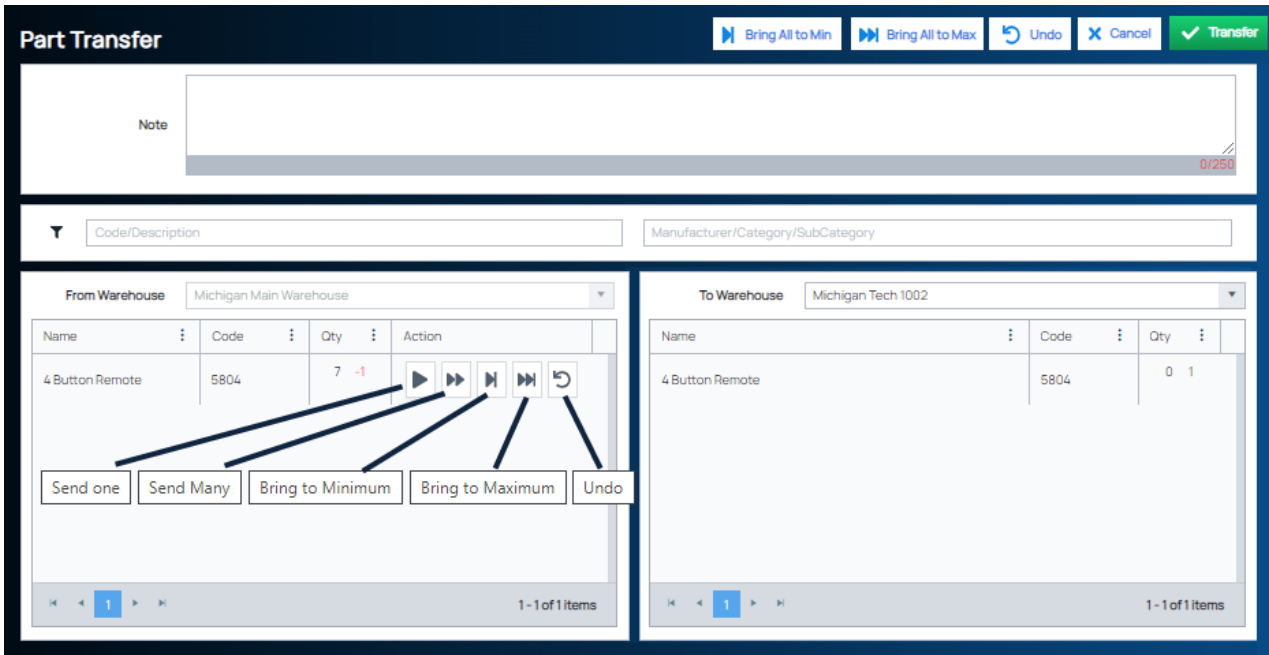 Part Transfer
Bring All to Min
Bring All to Max
Undo
Cancel
Transfer
Note
0/250
Code/Description
Manufacturer/Category/SubCategory
From Warehouse
Michigan Main Warehouse
Name
Code
Qty
Action
4 Button Remote
5804
7 -1
Send one
Send Many
Bring to Minimum
Bring to Maximum
Undo
1
1 - 1 of 1 items
To Warehouse
Michigan Tech 1002
Name
Code
Qty
4 Button Remote
5804
0 1
1
1 - 1 of 1 items